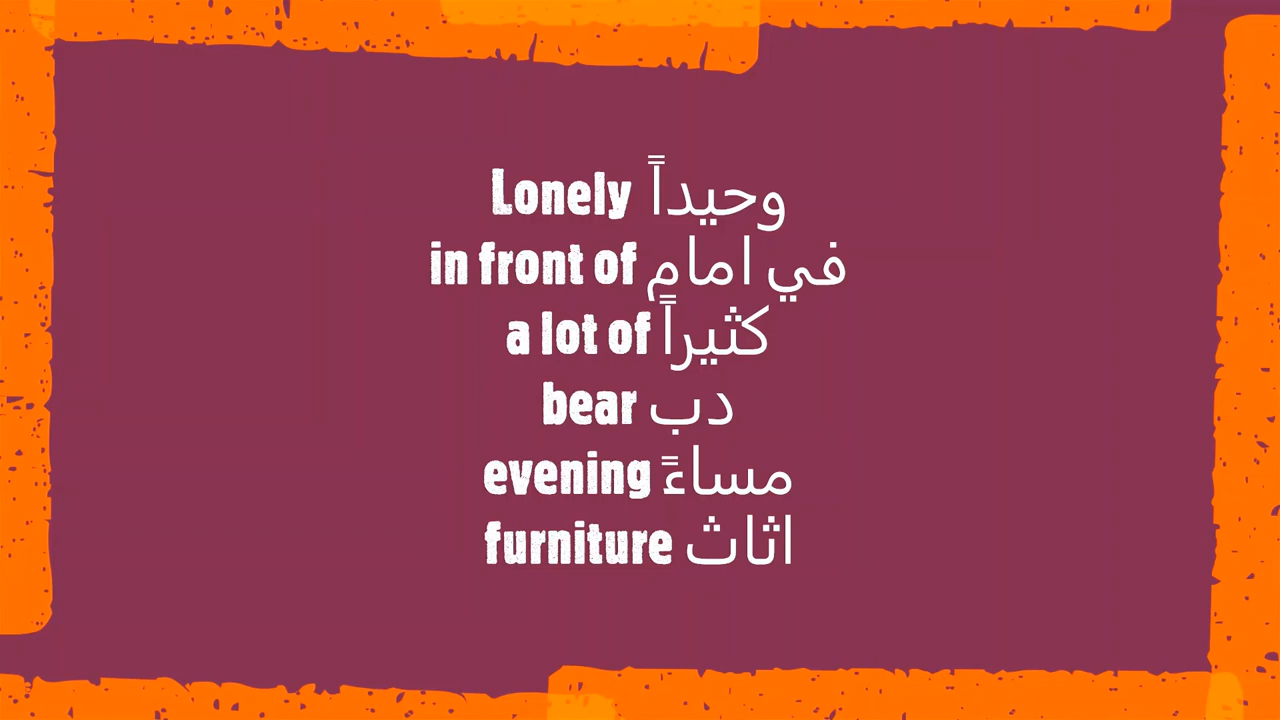 Lonely وحيداً
in front of في امام
a lot of كثيراً
bear دب
evening مساءً
furniture اثاث